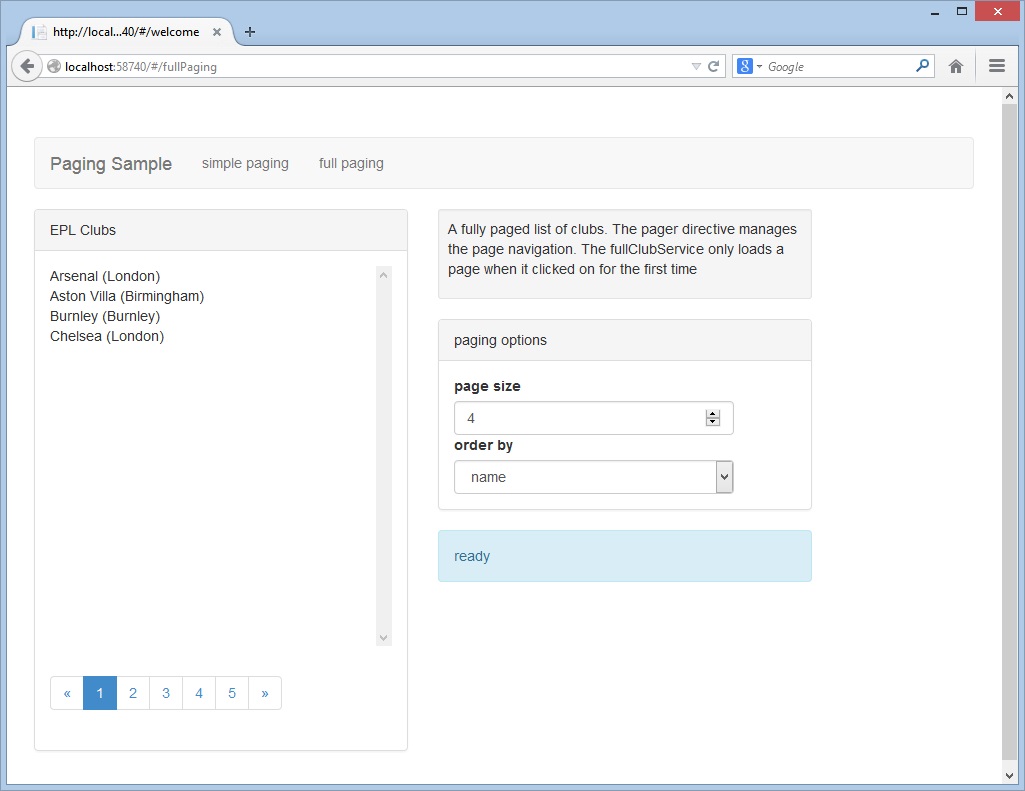 http://local...40/#/welcome
localhost:58740/#/fullPaging
Google
Paging Sample
simple paging
full paging
EPL Clubs
Arsenal (London)
Aston Villa (Birmingham)
Burnley (Burnley)
Chelsea (London)
« 1 2 3 4 5 »
A fully paged list of clubs. The pager directive manages
the page navigation. The fullClubService only loads a
page when it clicked on for the first time
paging options
page size
4
order by
name
ready